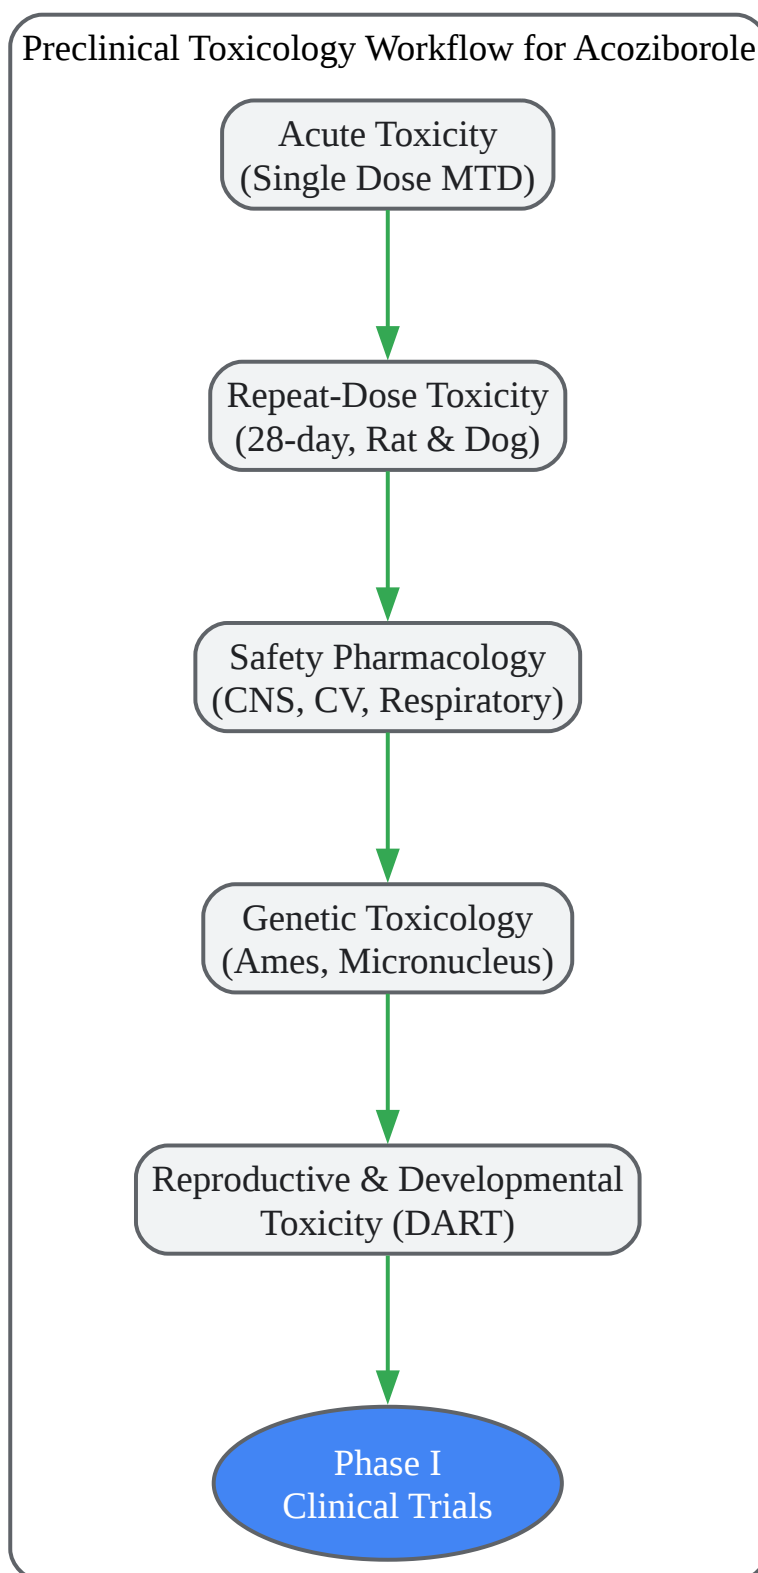 Preclinical Toxicology Workflow for Acoziborole
Acute Toxicity
(Single Dose MTD)
Repeat-Dose Toxicity
(28-day, Rat & Dog)
Safety Pharmacology
(CNS, CV, Respiratory)
Genetic Toxicology
(Ames, Micronucleus)
Reproductive & Developmental
Toxicity (DART)
Phase I
Clinical Trials